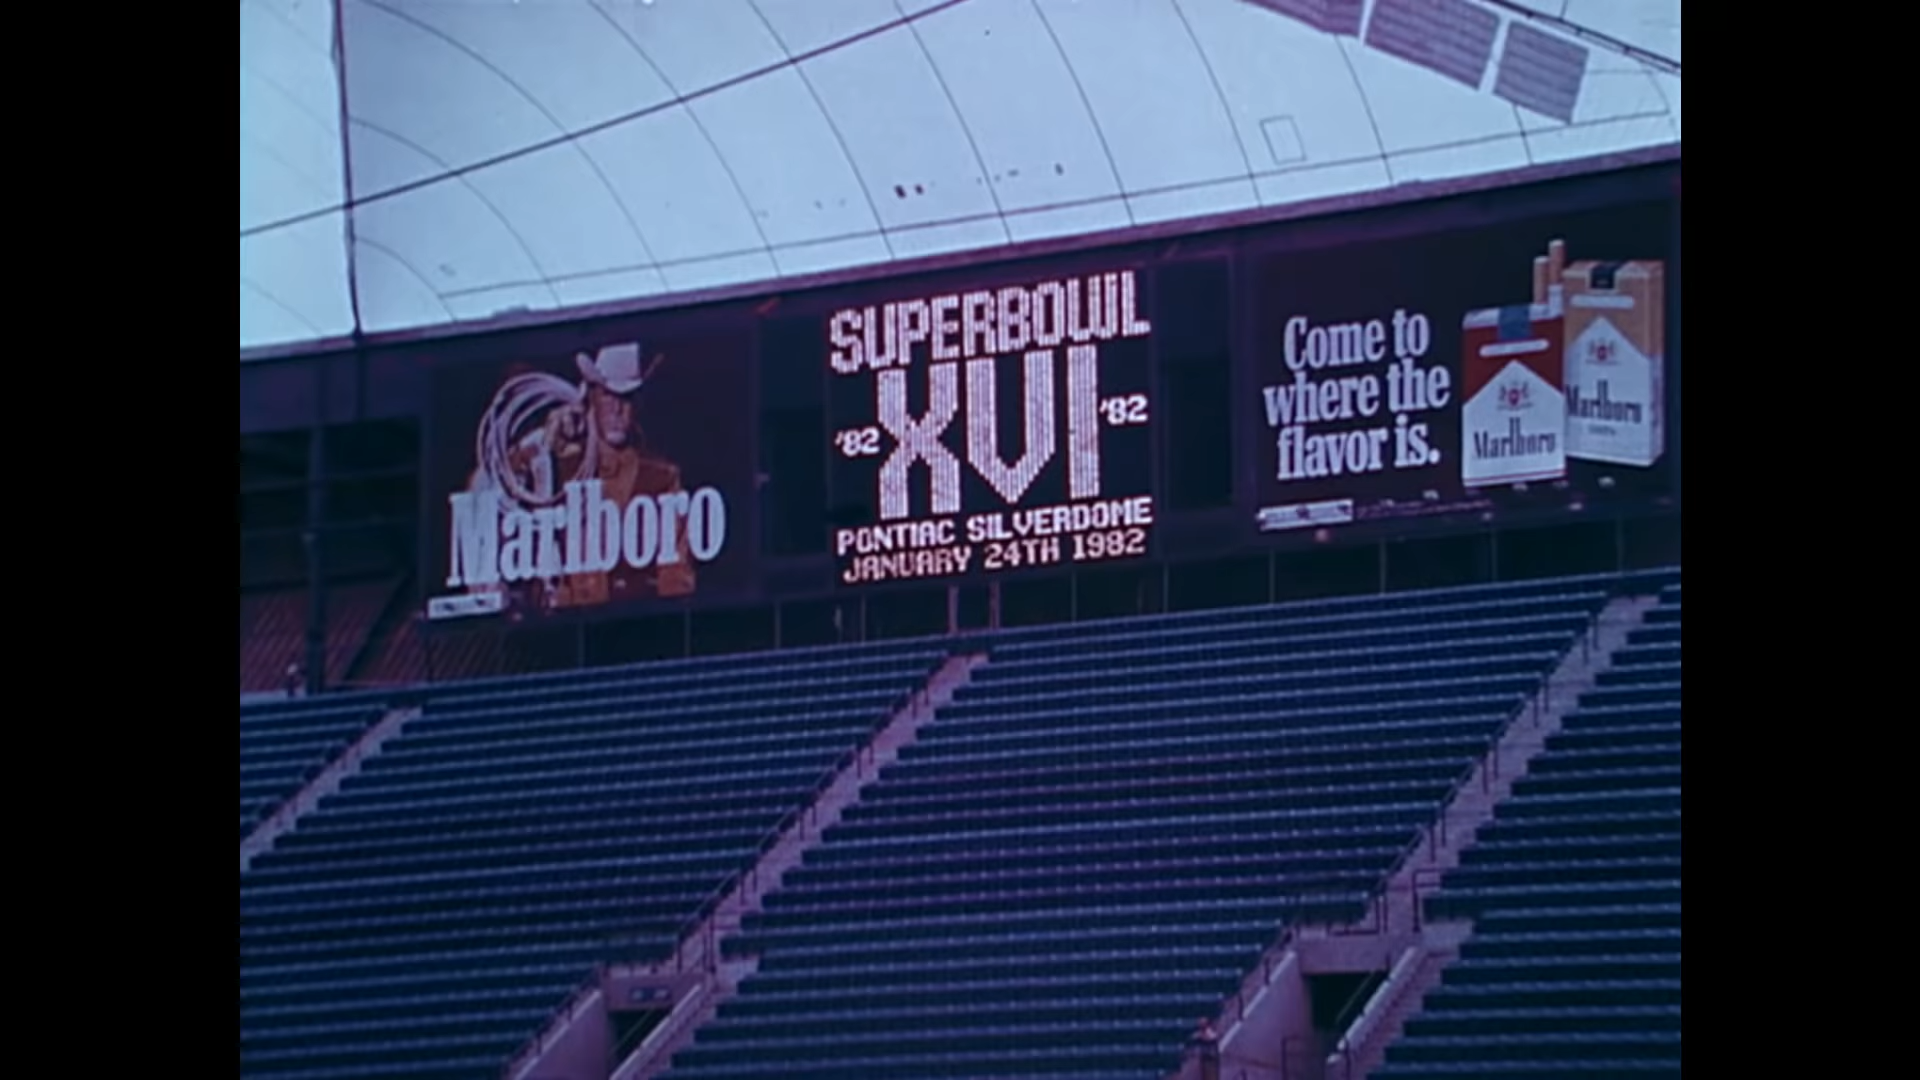 Marlboro
SUPERBOWL
XVI
'82
'82
PONTIAC SILVERDOME
JANUARY 24TH 1982
Come to
where the
flavor is.
Marlboro
Marlboro